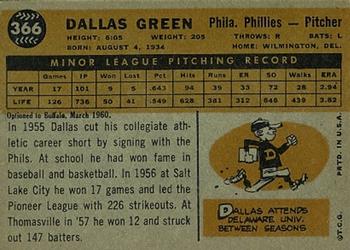 366
DALLAS GREEN
Phila. Phillies — Pitcher
HEIGHT: 6:05 WEIGHT: 205 THROWS: R BATS: L
BORN: AUGUST 4, 1934 HOME: WILMINGTON, DEL.
MINOR LEAGUE PITCHING RECORD
Games IP Won Lost Pct. Hits Runs ER SO BB ERA
YEAR 17 101 9 5 .643 94 39 33 72 28 2.94
LIFE 126 736 50 41 .549 628 381 312 646 439 3.82
Optioned to Buffalo, March 1960.
In 1955 Dallas cut his collegiate ath-
letic career short by signing with the
Phils. At school he had won fame in
baseball and basketball. In 1956 at Salt
Lake City he won 17 games and led the
Pioneer League with 226 strikeouts. At
Thomasville in '57 he won 12 and struck
out 147 batters.
D
DALLAS ATTENDS
DELAWARE UNIV.
BETWEEN SEASONS
©T.C.G. PRTD. IN U.S.A.